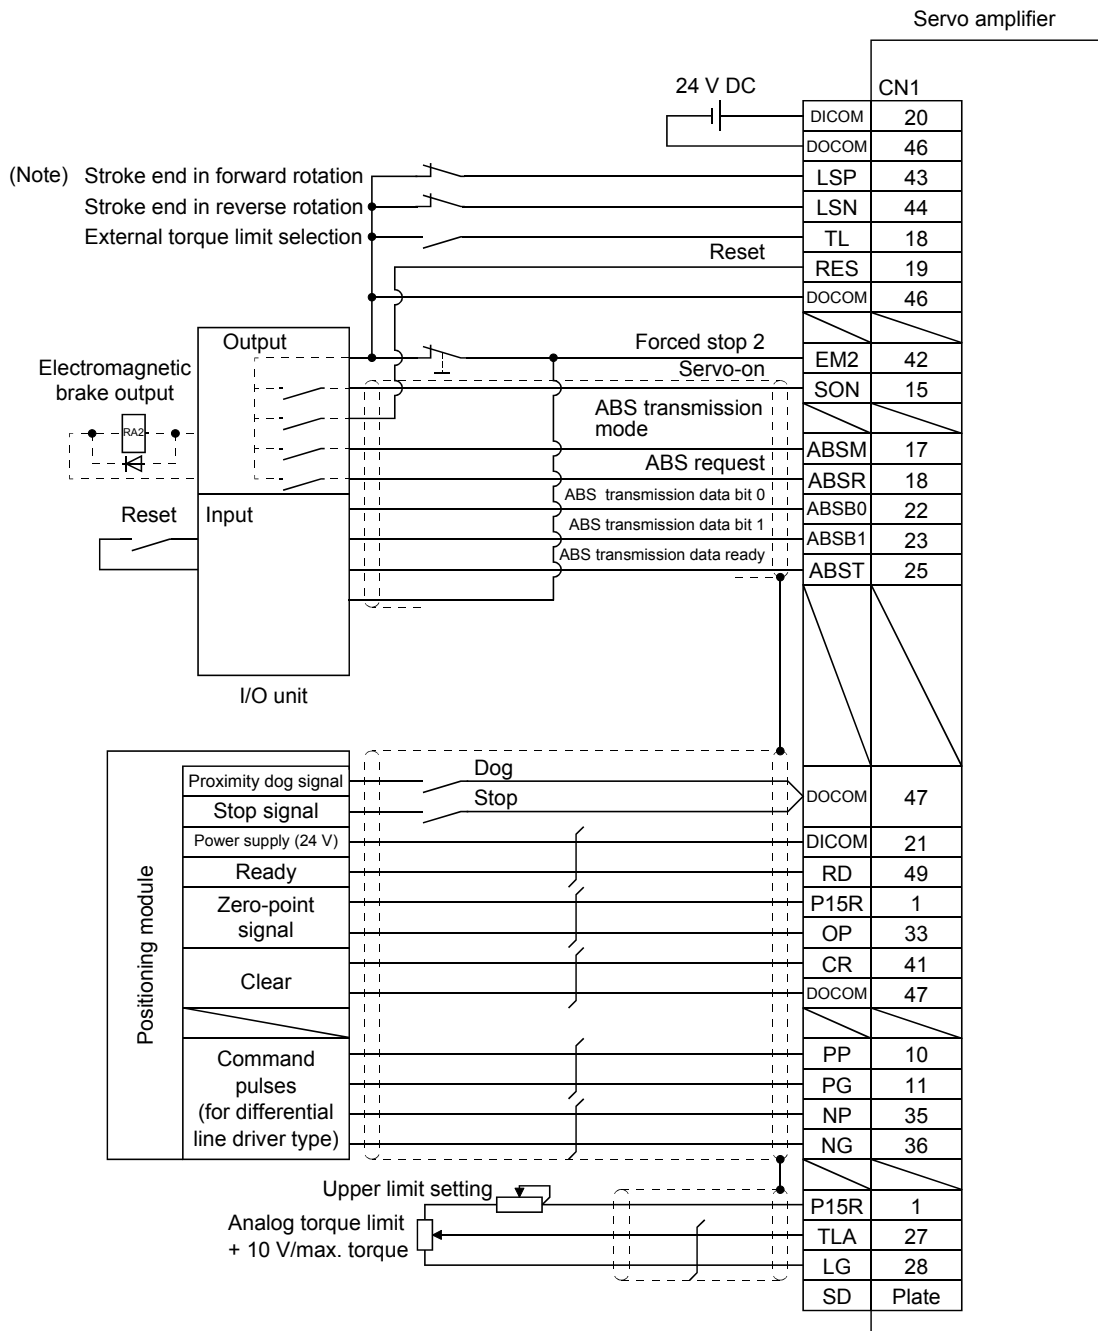 Servo amplifier
24 V DC
CN1
DICOM 20
DOCOM 46
(Note) Stroke end in forward rotation LSP 43
Stroke end in reverse rotation LSN 44
External torque limit selection TL 18
Reset RES 19
DOCOM 46
Output
Forced stop 2 EM2 42
Electromagnetic
brake output
Servo-on SON 15
RA2
ABS transmission
mode ABSM 17
ABS request ABSR 18
ABS transmission data bit 0 ABSB0 22
Reset Input
ABS transmission data bit 1 ABSB1 23
ABS transmission data ready ABST 25
I/O unit
Positioning module
Proximity dog signal Dog
Stop signal Stop
DOCOM 47
Power supply (24 V) DICOM 21
Ready RD 49
Zero-point
signal
P15R 1
OP 33
Clear
CR 41
DOCOM 47
Command
pulses
(for differential
line driver type)
PP 10
PG 11
NP 35
NG 36
Upper limit setting P15R 1
Analog torque limit
+ 10 V/max. torque
TLA 27
LG 28
SD Plate